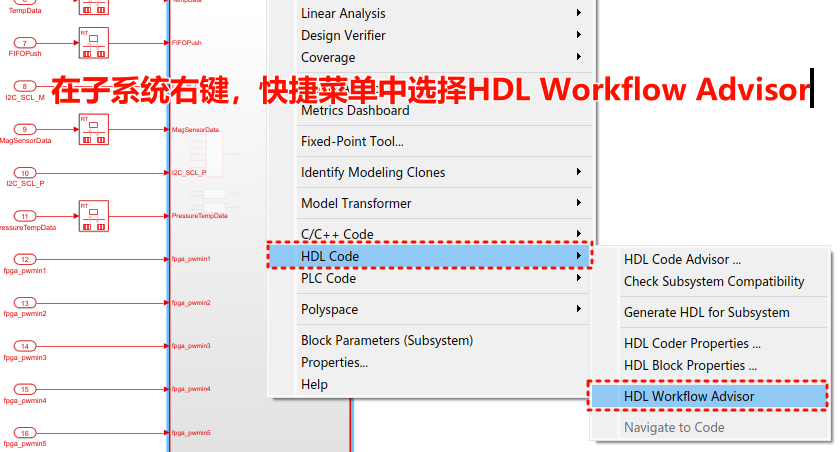 TempData
TempData
RT
7
FIFOPush
FIFOPush
RT
8
I2C_SCL_M
在子系统右键，快捷菜单中选择HDL Workflow Advisor
9
MagSensorData
MagSensorData
RT
10
I2C_SCL_P
I2C_SCL_P
11
ressureTempData
PressureTempData
RT
12
fpga_pwmin1
fpga_pwmin1
13
fpga_pwmin2
fpga_pwmin2
14
fpga_pwmin3
fpga_pwmin3
15
fpga_pwmin4
fpga_pwmin4
16
fpga_pwmin5
fpga_pwmin5
Linear Analysis
Design Verifier
Coverage
Metrics Dashboard
Fixed-Point Tool...
Identify Modeling Clones
Model Transformer
C/C++ Code
HDL Code
PLC Code
Polyspace
Block Parameters (Subsystem)
Properties...
Help
HDL Code Advisor ...
Check Subsystem Compatibility
Generate HDL for Subsystem
HDL Coder Properties ...
HDL Block Properties ...
HDL Workflow Advisor
Navigate to Code